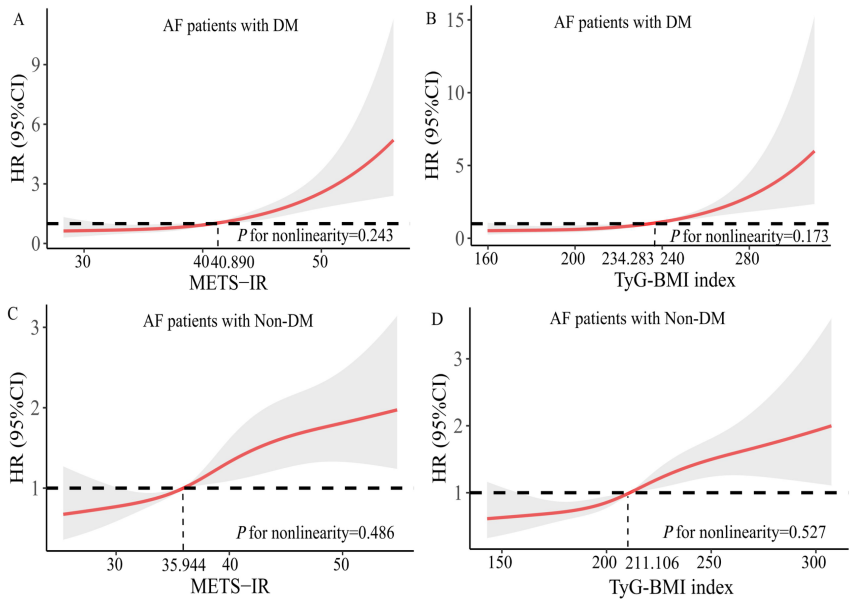 A
AF patients with DM
HR (95%CI)
9
6
3
0
P for nonlinearity=0.243
30
40
40.890
50
METS−IR
B
AF patients with DM
HR (95%CI)
15
10
5
0
P for nonlinearity=0.173
160
200
234.283
240
280
TyG-BMI index
C
AF patients with Non-DM
HR (95%CI)
3
2
1
P for nonlinearity=0.486
30
35.944
40
50
METS−IR
D
AF patients with Non-DM
HR (95%CI)
3
2
1
P for nonlinearity=0.527
150
200
211.106
250
300
TyG-BMI index